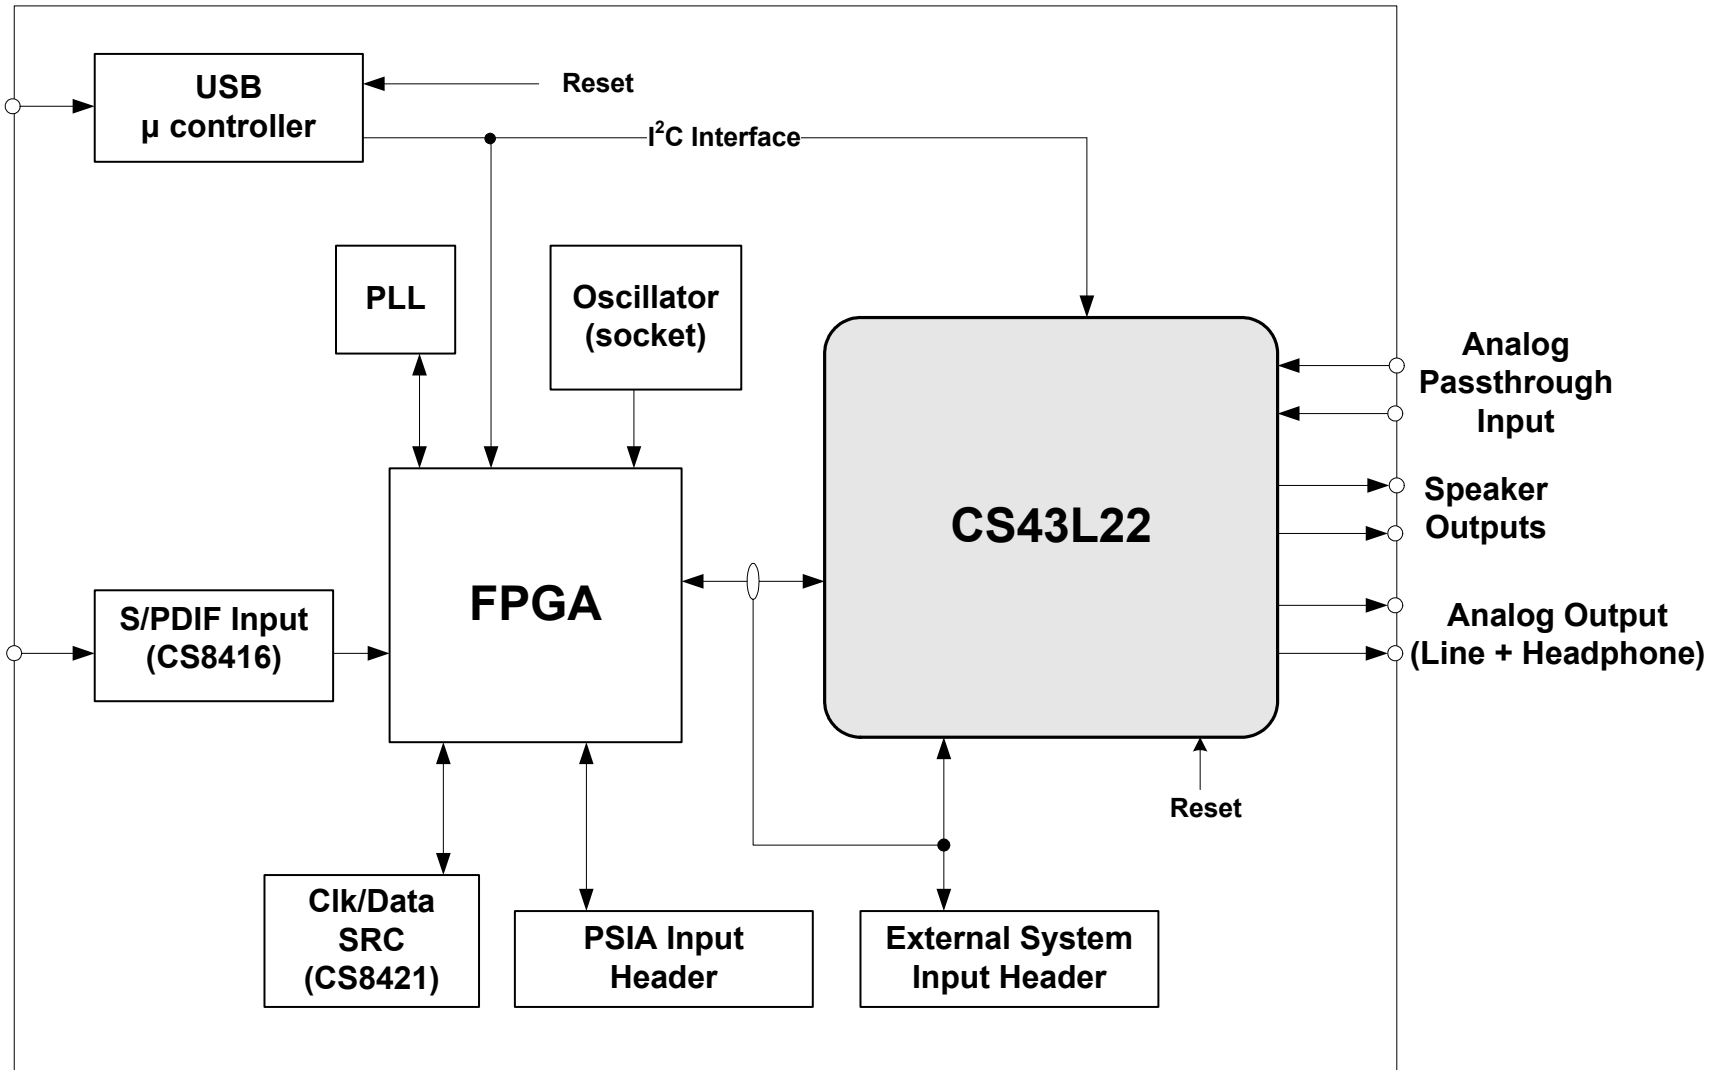 USB
µ controller
Reset
I²C Interface
PLL
Oscillator
(socket)
Analog
Passthrough
Input
Speaker
Outputs
CS43L22
FPGA
S/PDIF Input
(CS8416)
Analog Output
(Line + Headphone)
Reset
Clk/Data
SRC
(CS8421)
PSIA Input
Header
External System
Input Header